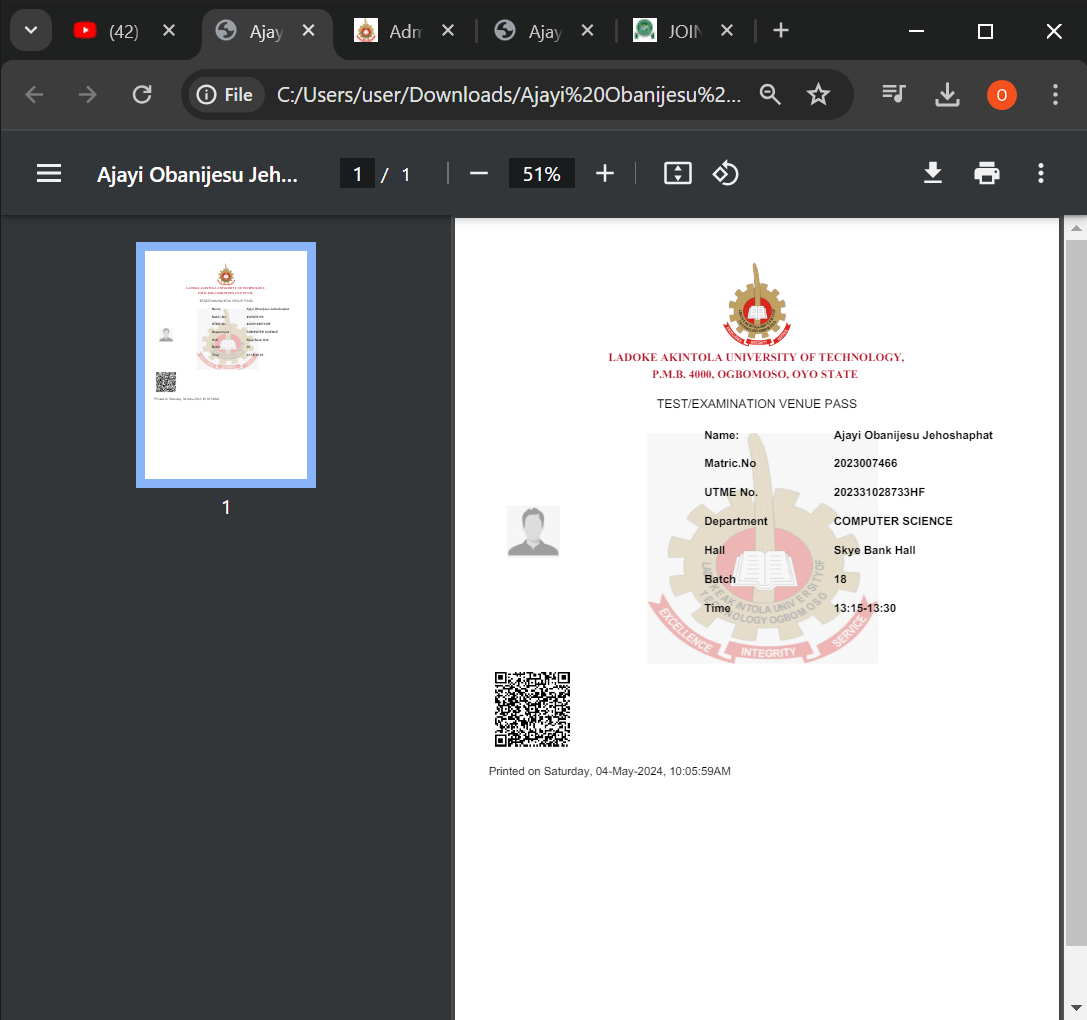 (42)
Ajay
Adm
Ajay
JOIN
File
C:/Users/user/Downloads/Ajayi%20Obanijesu%2...
O
Ajayi Obanijesu Jeh...
1 / 1
51%
LADOKE AKINTOLA UNIVERSITY OF TECHNOLOGY,
P.M.B. 4000, OGBOMOSO, OYO STATE
TEST/EXAMINATION VENUE PASS
Name: Ajayi Obanijesu Jehoshaphat
Matric.No 2023007466
UTME No. 202331028733HF
Department COMPUTER SCIENCE
Hall Skye Bank Hall
Batch 18
Time 13:15-13:30
LADOKE AKINTOLA UNIVERSITY OF
TECHNOLOGY OGBOMOSO
EXCELLENCE INTEGRITY SERVICE
Printed on Saturday, 04-May-2024, 10:05:59AM
1